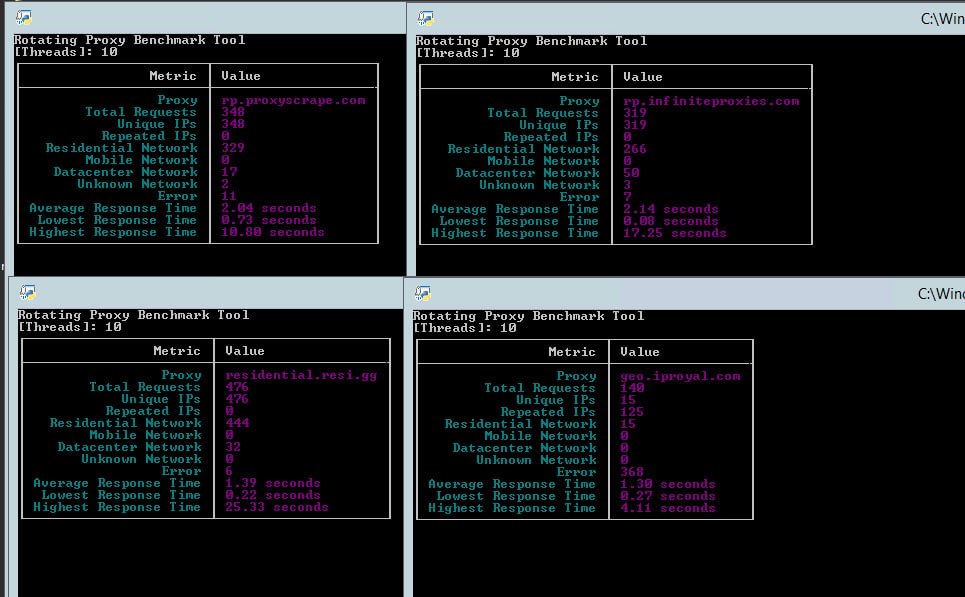 Rotating Proxy Benchmark Tool
[Threads]: 10
Metric Value
Proxy rp.proxyscrape.com
Total Requests 348
Unique IPs 348
Repeated IPs 0
Residential Network 329
Mobile Network 0
Datacenter Network 17
Unknown Network 2
Error 11
Average Response Time 2.04 seconds
Lowest Response Time 0.73 seconds
Highest Response Time 10.80 seconds
C:\Win
Rotating Proxy Benchmark Tool
[Threads]: 10
Metric Value
Proxy rp.infiniteproxies.com
Total Requests 319
Unique IPs 319
Repeated IPs 0
Residential Network 266
Mobile Network 0
Datacenter Network 50
Unknown Network 3
Error 7
Average Response Time 2.14 seconds
Lowest Response Time 0.08 seconds
Highest Response Time 17.25 seconds
Rotating Proxy Benchmark Tool
[Threads]: 10
Metric Value
Proxy residential.resi.gg
Total Requests 476
Unique IPs 476
Repeated IPs 0
Residential Network 444
Mobile Network 0
Datacenter Network 32
Unknown Network 0
Error 6
Average Response Time 1.39 seconds
Lowest Response Time 0.22 seconds
Highest Response Time 25.33 seconds
C:\Wind
Rotating Proxy Benchmark Tool
[Threads]: 10
Metric Value
Proxy geo.iproyal.com
Total Requests 140
Unique IPs 15
Repeated IPs 125
Residential Network 15
Mobile Network 0
Datacenter Network 0
Unknown Network 0
Error 368
Average Response Time 1.30 seconds
Lowest Response Time 0.27 seconds
Highest Response Time 4.11 seconds